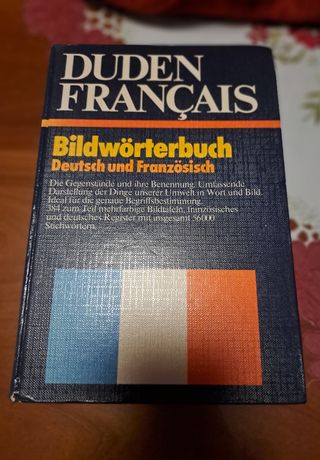 DUDEN
FRANÇAIS
Bildwörterbuch
Deutsch und Französisch
Die Gegenstände und ihre Benennung. Umfassende
Darstellung der Dinge unserer Umwelt in Wort und Bild.
Ideal für die genaue Begriffsbestimmung.
384 zum Teil mehrfarbige Bildtafeln, französisches
und deutsches Register mit insgesamt 56000
Stichwörtern.